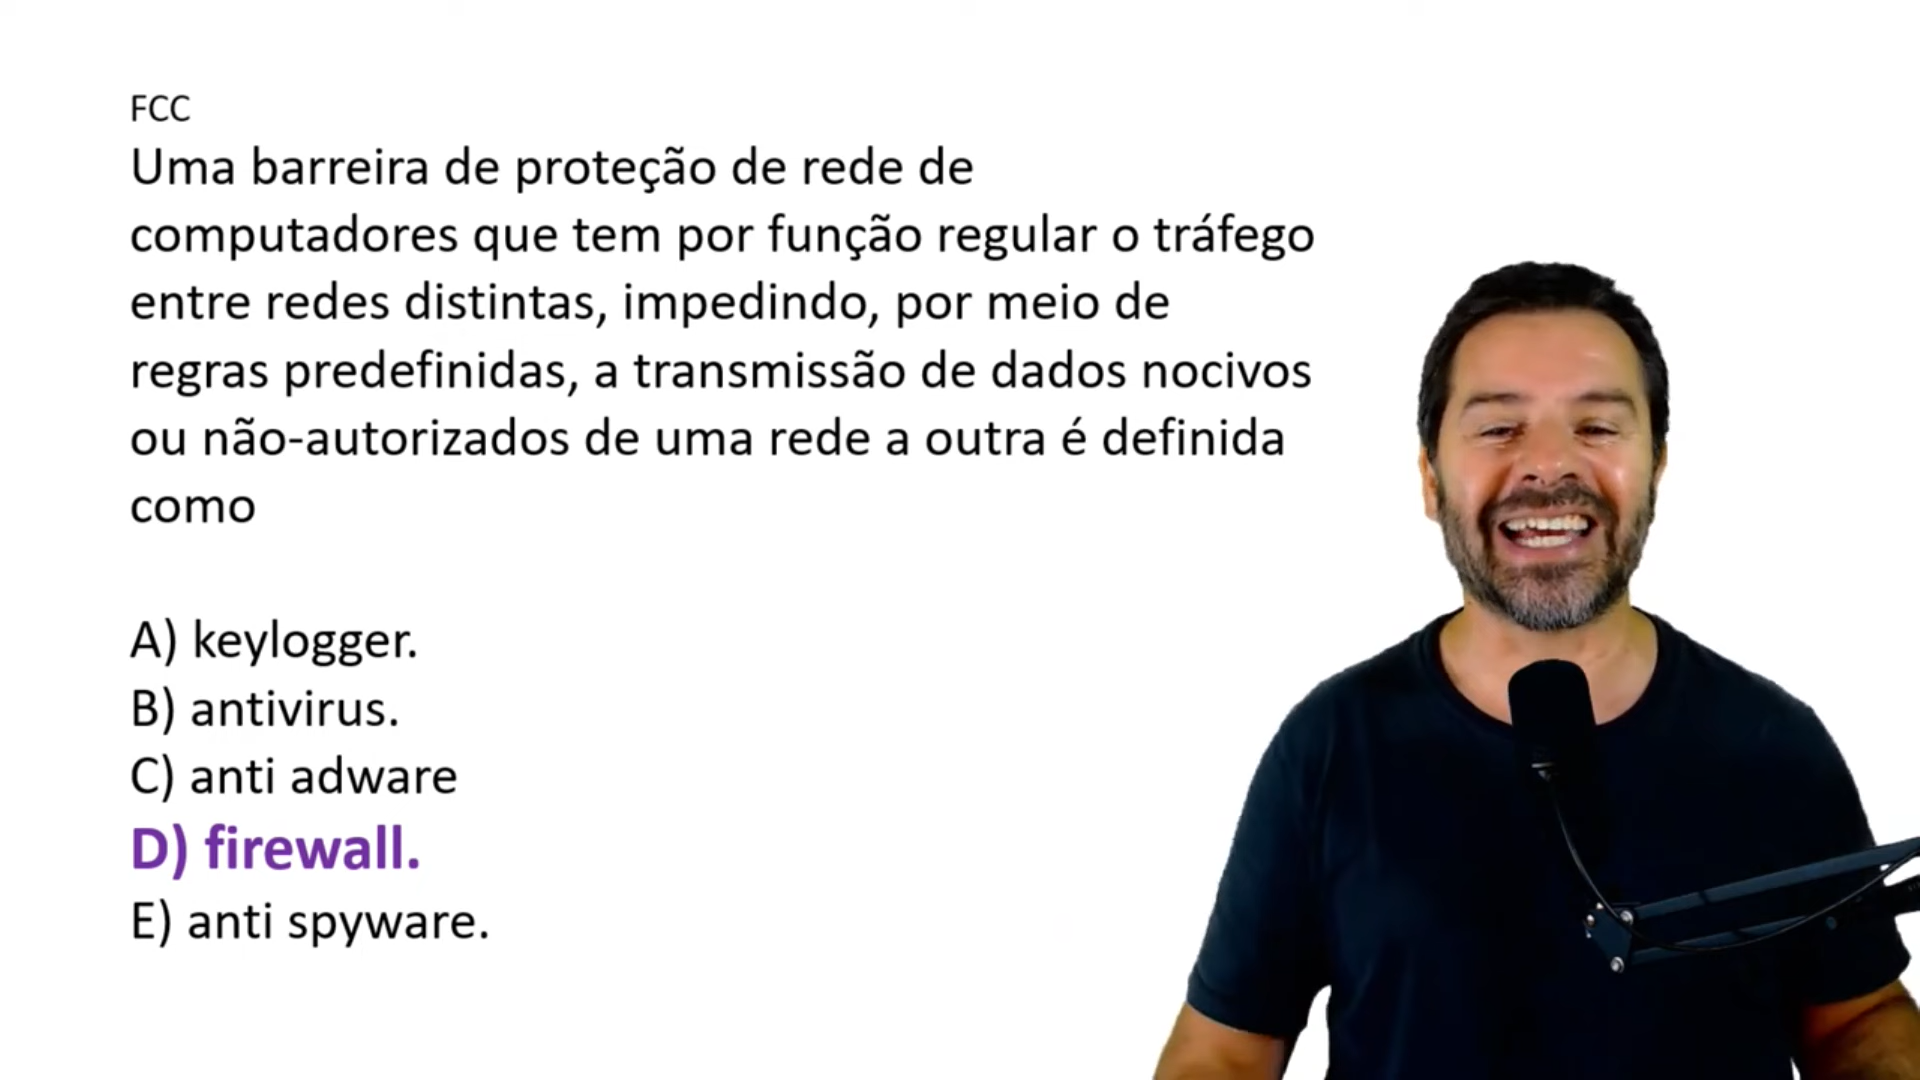 FCC
Uma barreira de proteção de rede de
computadores que tem por função regular o tráfego
entre redes distintas, impedindo, por meio de
regras predefinidas, a transmissão de dados nocivos
ou não-autorizados de uma rede a outra é definida
como
A) keylogger.
B) antivirus.
C) anti adware
D) firewall.
E) anti spyware.